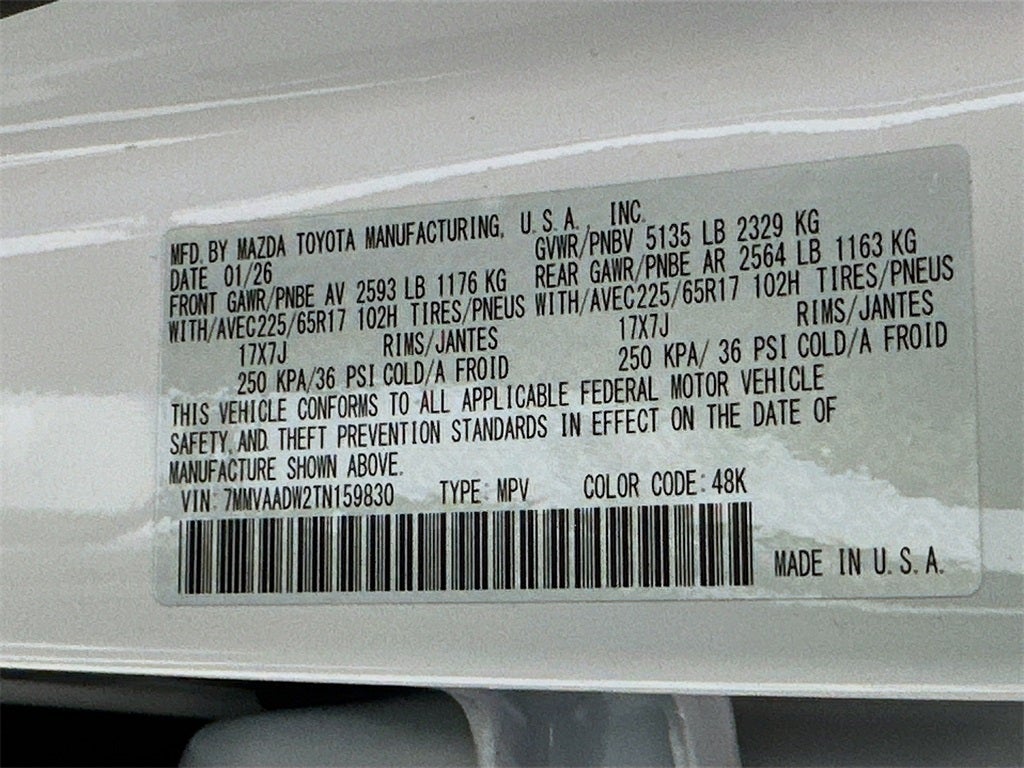 MFD. BY MAZDA TOYOTA MANUFACTURING, U.S.A. INC.
DATE 01/26 GVWR/PNBV 5135 LB 2329 KG
FRONT GAWR/PNBE AV 2593 LB 1176 KG REAR GAWR/PNBE AR 2564 LB 1163 KG
WITH/AVEC225/65R17 102H TIRES/PNEUS WITH/AVEC225/65R17 102H TIRES/PNEUS
17X7J RIMS/JANTES 17X7J RIMS/JANTES
250 KPA/36 PSI COLD/A FROID 250 KPA/ 36 PSI COLD/A FROID
THIS VEHICLE CONFORMS TO ALL APPLICABLE FEDERAL MOTOR VEHICLE
SAFETY, AND THEFT PREVENTION STANDARDS IN EFFECT ON THE DATE OF
MANUFACTURE SHOWN ABOVE.
VIN: 7MMVAADW2TN159830 TYPE: MPV COLOR CODE: 48K
MADE IN U.S.A.